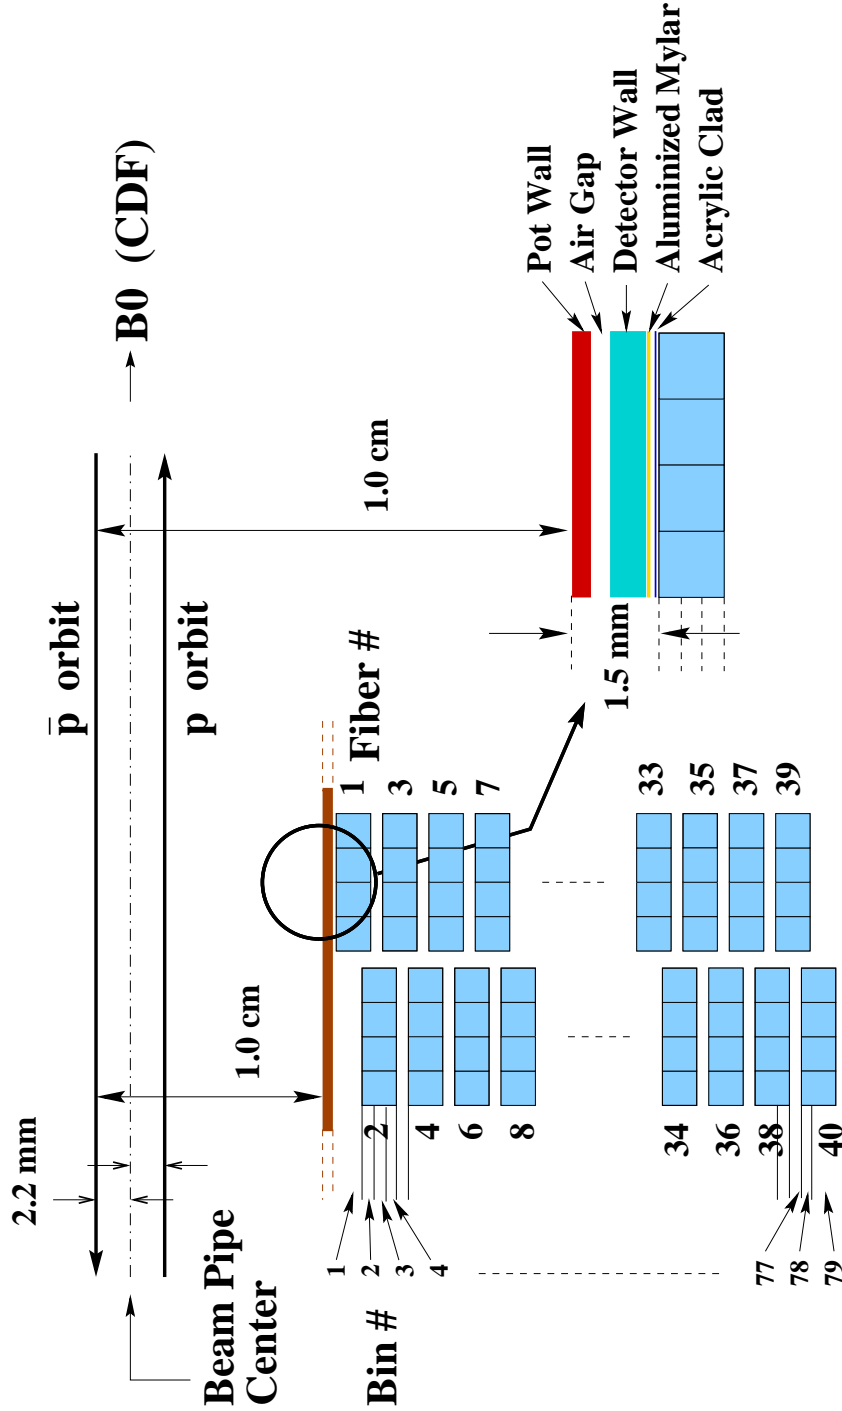 2.2 mm
p̅ orbit
p orbit
B0 (CDF)
Beam Pipe
Center
1.0 cm
1.0 cm
Fiber #
1
3
5
7
33
35
37
39
2
4
6
8
34
36
38
40
Bin #
1
2
3
4
77
78
79
1.5 mm
Pot Wall
Air Gap
Detector Wall
Aluminized Mylar
Acrylic Clad